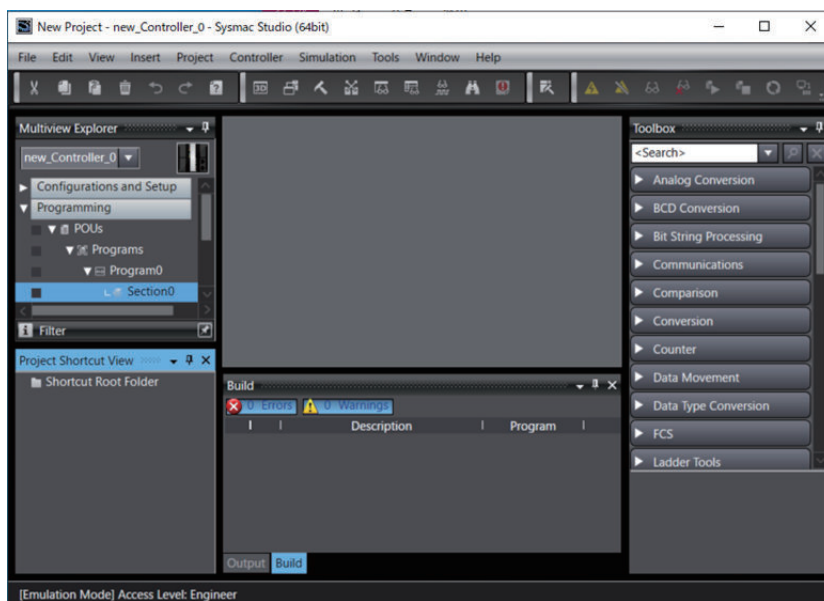 New Project - new_Controller_0 - Sysmac Studio (64bit)
File Edit View Insert Project Controller Simulation Tools Window Help
3D
Multiview Explorer
new_Controller_0
Configurations and Setup
Programming
POUs
Programs
Program0
Section0
Filter
Project Shortcut View
Shortcut Root Folder
Build
0 Errors 0 Warnings
Description Program
Output Build
Toolbox
<Search>
Analog Conversion
BCD Conversion
Bit String Processing
Communications
Comparison
Conversion
Counter
Data Movement
Data Type Conversion
FCS
Ladder Tools
[Emulation Mode] Access Level: Engineer